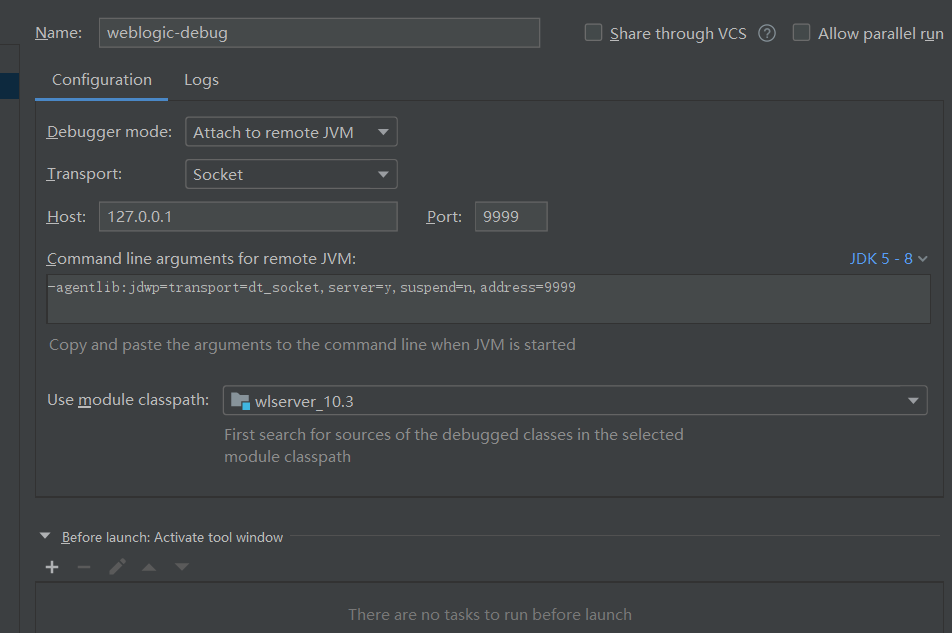 Name: weblogic-debug Share through VCS ? Allow parallel run
Configuration Logs
Debugger mode: Attach to remote JVM
Transport: Socket
Host: 127.0.0.1 Port: 9999
Command line arguments for remote JVM: JDK 5 - 8
-agentlib:jdwp=transport=dt_socket,server=y,suspend=n,address=9999
Copy and paste the arguments to the command line when JVM is started
Use module classpath: wlserver_10.3
First search for sources of the debugged classes in the selected
module classpath
Before launch: Activate tool window
There are no tasks to run before launch